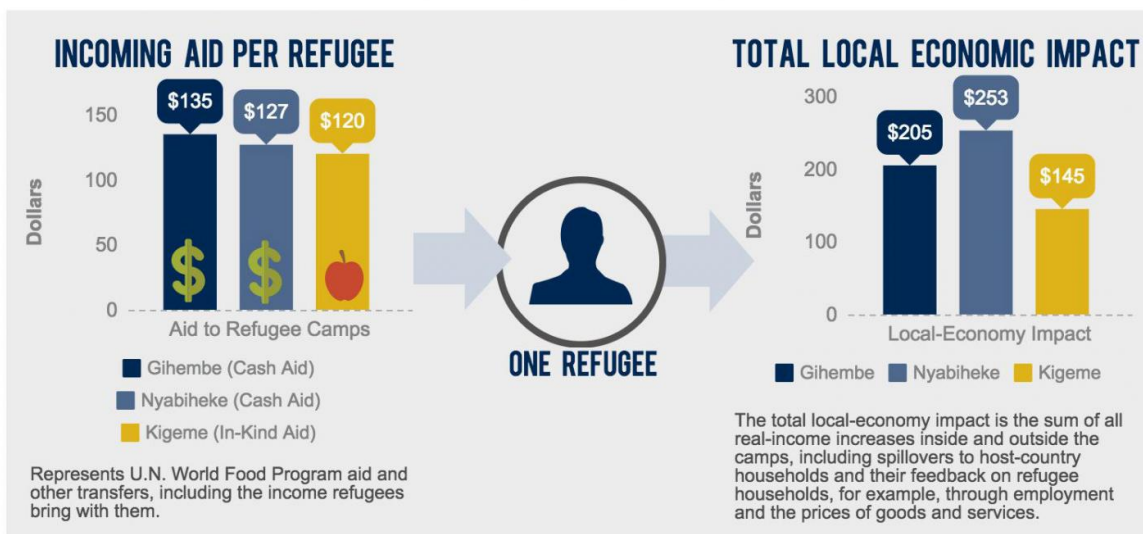 INCOMING AID PER REFUGEE
$135
$127
$120
150
100
50
0
Dollars
Aid to Refugee Camps
Gihembe (Cash Aid)
Nyabiheke (Cash Aid)
Kigeme (In-Kind Aid)
Represents U.N. World Food Program aid and
other transfers, including the income refugees
bring with them.
ONE REFUGEE
TOTAL LOCAL ECONOMIC IMPACT
300
200
100
0
Dollars
$205
$253
$145
Local-Economy Impact
Gihembe Nyabiheke Kigeme
The total local-economy impact is the sum of all
real-income increases inside and outside the
camps, including spillovers to host-country
households and their feedback on refugee
households, for example, through employment
and the prices of goods and services.